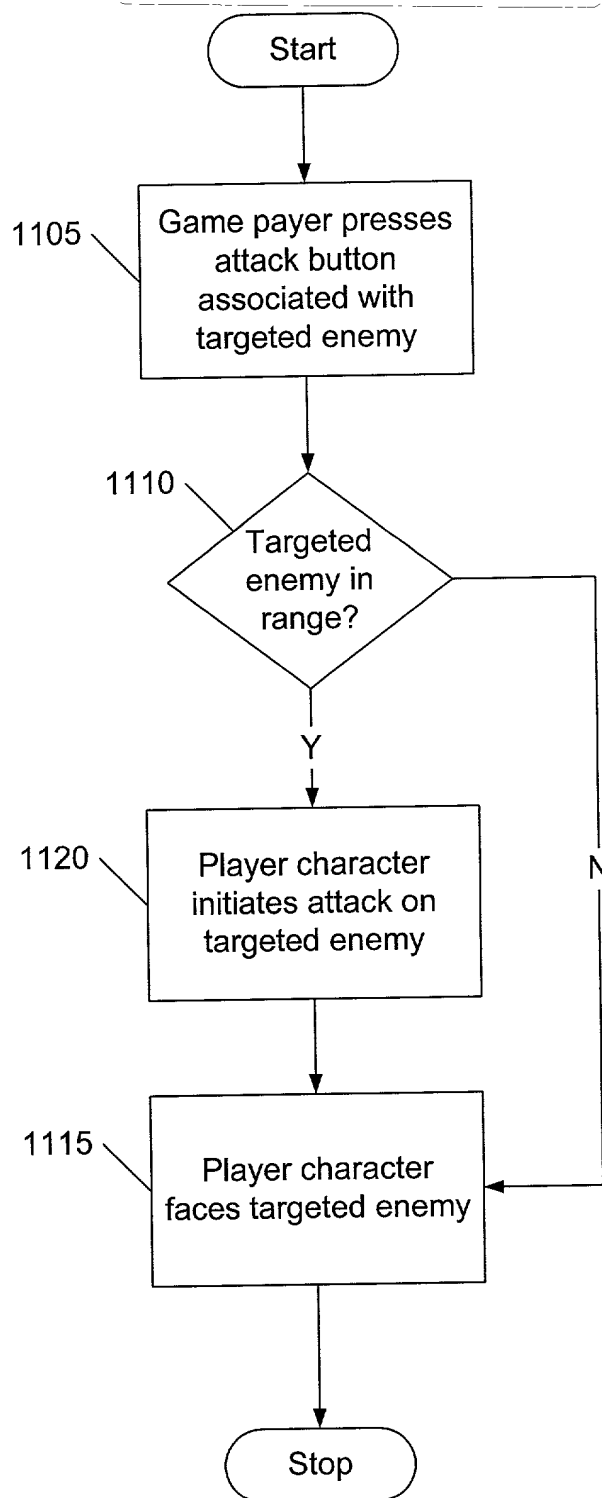 Start
1105
Game payer presses
attack button
associated with
targeted enemy
1110
Targeted
enemy in
range?
Y
N
1120
Player character
initiates attack on
targeted enemy
1115
Player character
faces targeted enemy
Stop